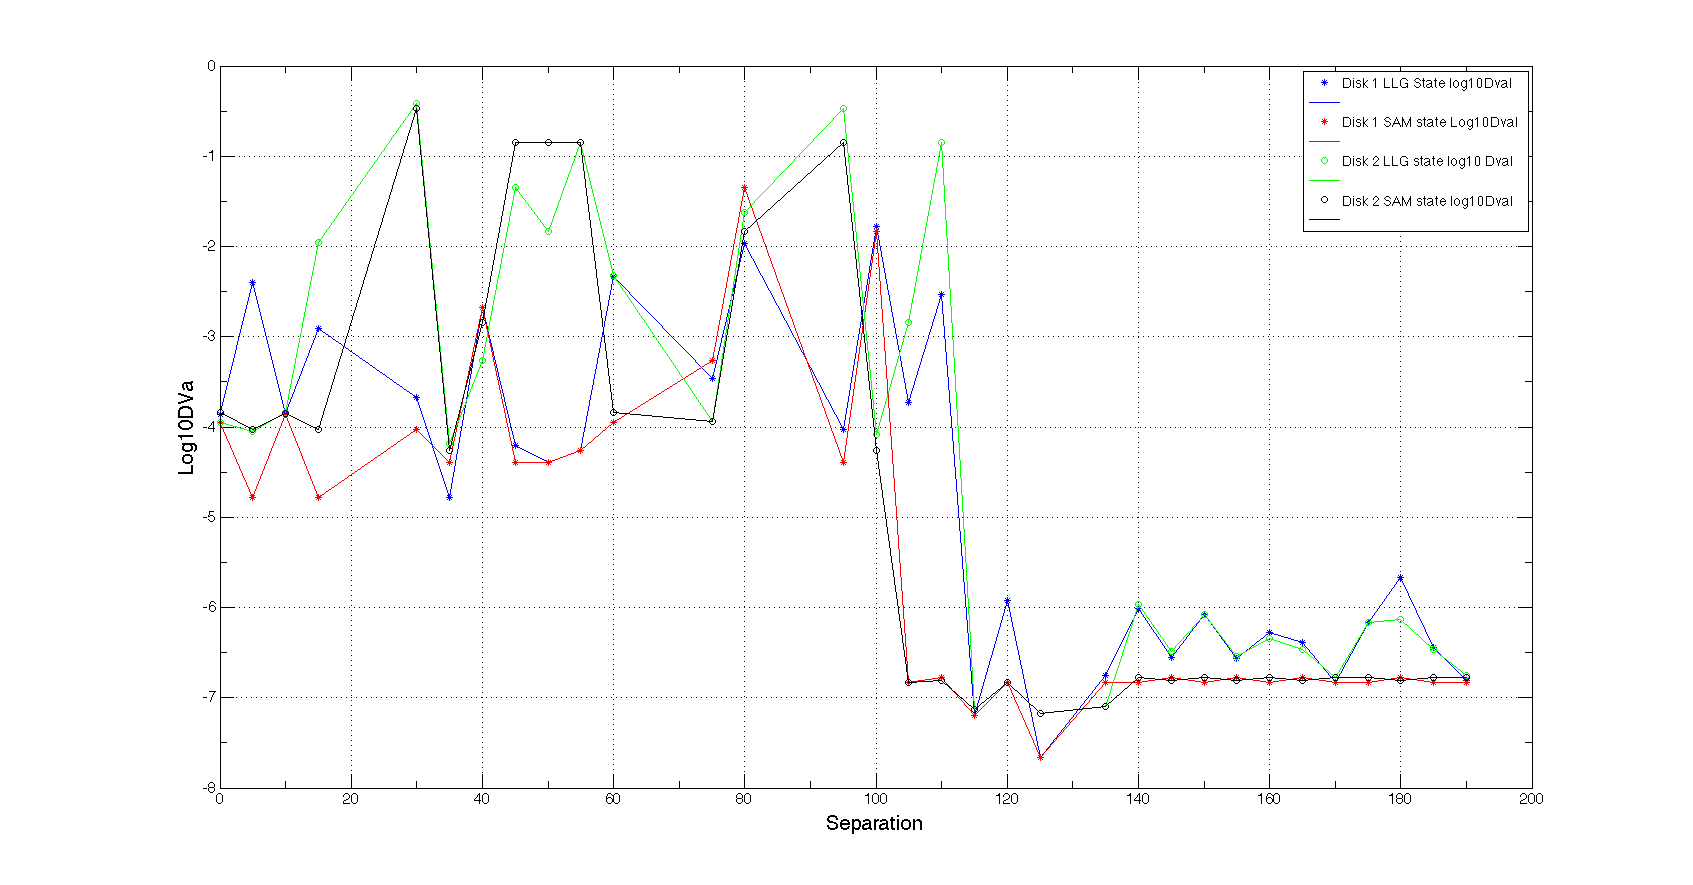 0
-1
-2
-3
-4
-5
-6
-7
-8
Log10DVa
0 20 40 60 80 100 120 140 160 180 200
Separation
Disk 1 LLG State log10Dval
Disk 1 SAM state Log10Dval
Disk 2 LLG state log10 Dval
Disk 2 SAM state log10Dval